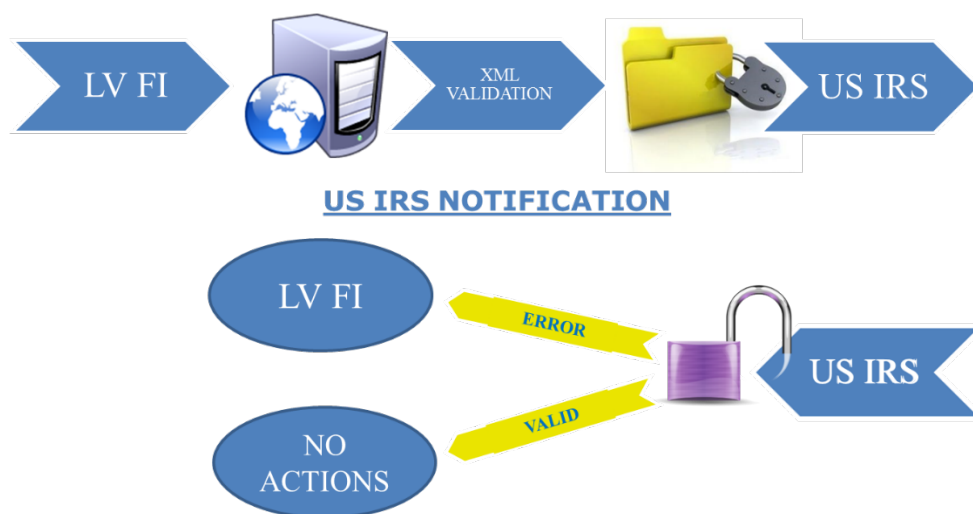 LV FI
XML
VALIDATION
US IRS
US IRS NOTIFICATION
LV FI
ERROR
US IRS
VALID
NO
ACTIONS